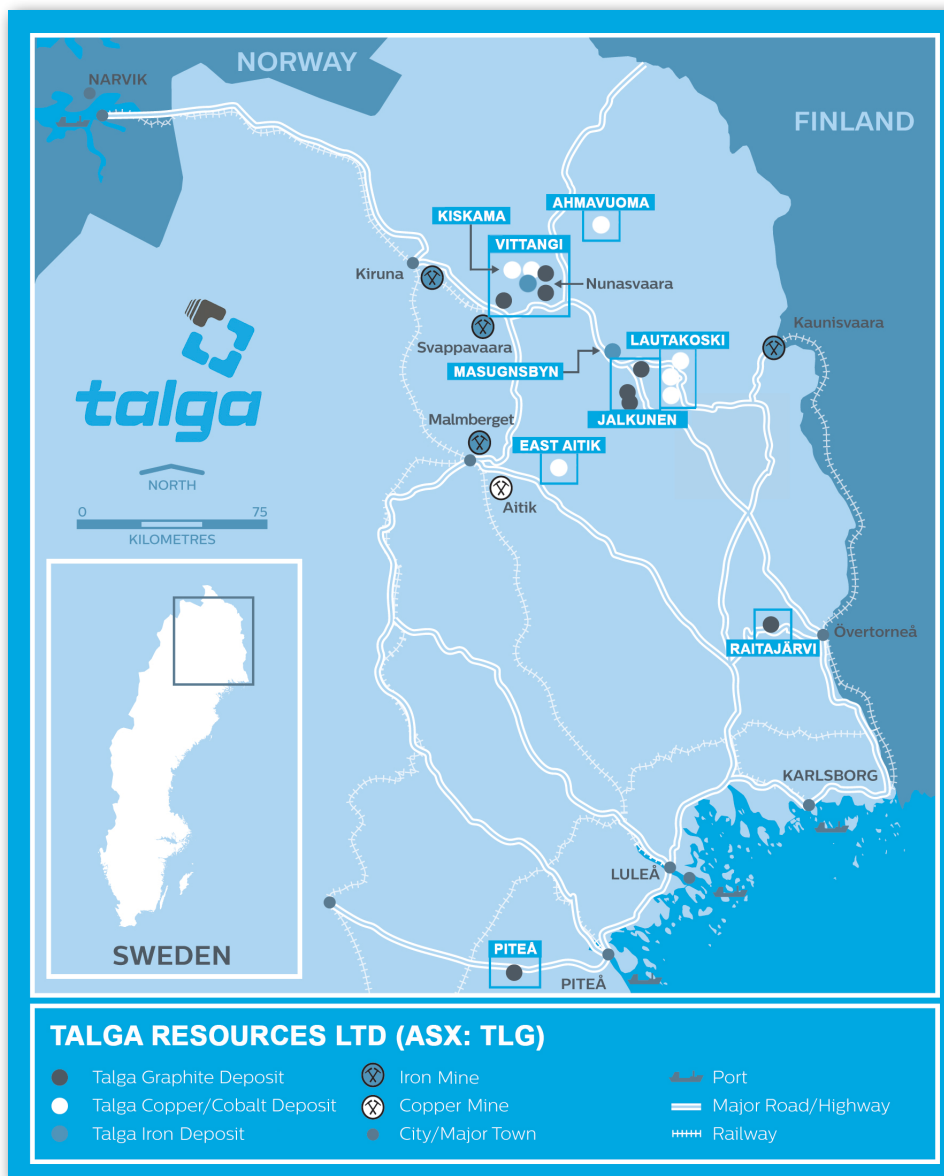 NORWAY
NARVIK
FINLAND
AHMAVUOMA
KISKAMA
VITTANGI
Kiruna
Nunasvaara
Kaunisvaara
Svappavaara
LAUTAKOSKI
MASUGNSBYN
talga
JALKUNEN
Malmberget
EAST AITIK
NORTH
Aitik
0 75
KILOMETRES
Övertorneå
RAITAJÄRVI
KARLSBORG
LULEÅ
SWEDEN
PITEÅ
PITEÅ
TALGA RESOURCES LTD (ASX: TLG)
Talga Graphite Deposit
Talga Copper/Cobalt Deposit
Talga Iron Deposit
Iron Mine
Copper Mine
City/Major Town
Port
Major Road/Highway
Railway